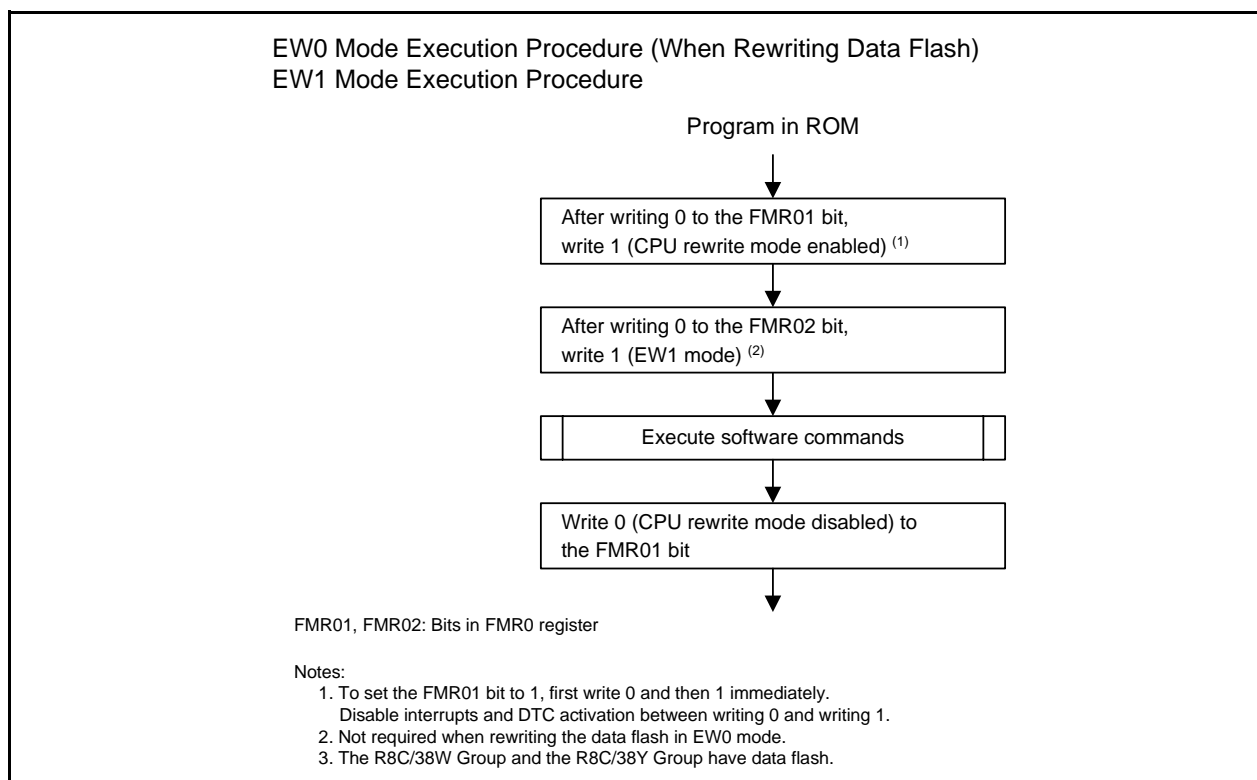 EW0 Mode Execution Procedure (When Rewriting Data Flash)
EW1 Mode Execution Procedure
Program in ROM
After writing 0 to the FMR01 bit,
write 1 (CPU rewrite mode enabled) (1)
After writing 0 to the FMR02 bit,
write 1 (EW1 mode) (2)
Execute software commands
Write 0 (CPU rewrite mode disabled) to
the FMR01 bit
FMR01, FMR02: Bits in FMR0 register
Notes:
1. To set the FMR01 bit to 1, first write 0 and then 1 immediately.
Disable interrupts and DTC activation between writing 0 and writing 1.
2. Not required when rewriting the data flash in EW0 mode.
3. The R8C/38W Group and the R8C/38Y Group have data flash.